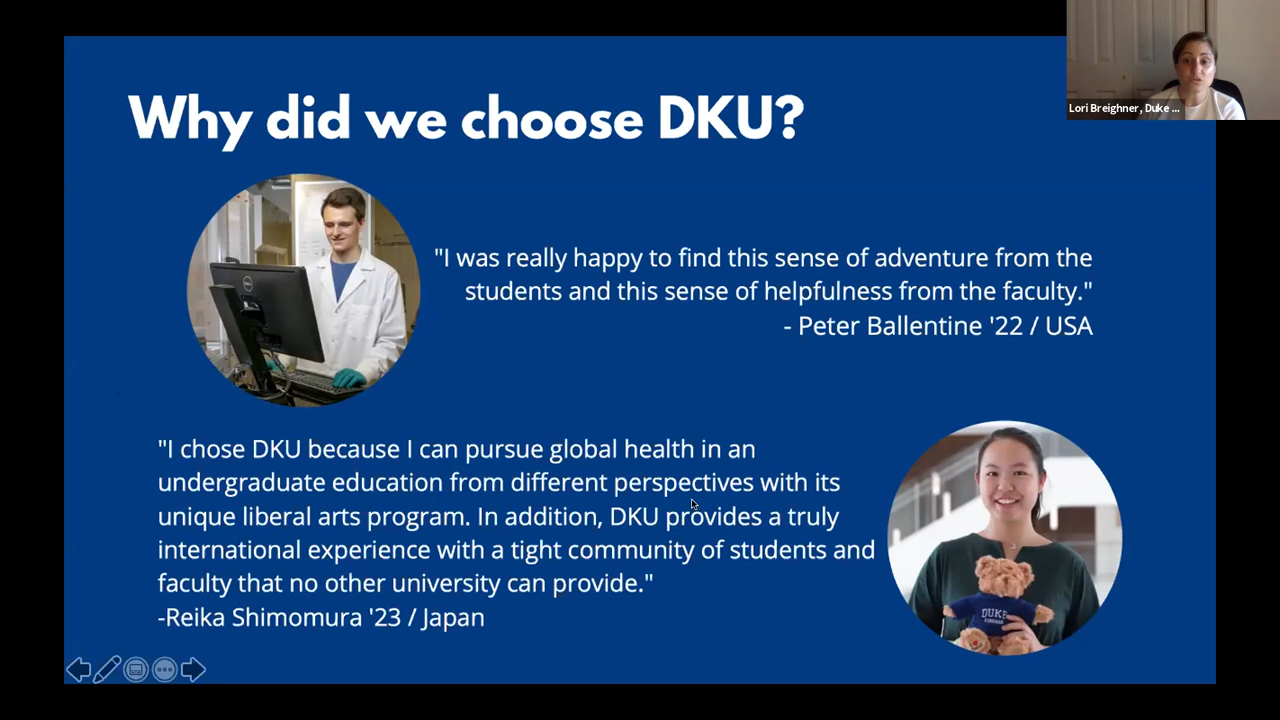 Why did we choose DKU?
Lori Breighner, Duke ...
"I was really happy to find this sense of adventure from the
students and this sense of helpfulness from the faculty."
- Peter Ballentine '22 / USA
"I chose DKU because I can pursue global health in an
undergraduate education from different perspectives with its
unique liberal arts program. In addition, DKU provides a truly
international experience with a tight community of students and
faculty that no other university can provide."
-Reika Shimomura '23 / Japan
DUKE